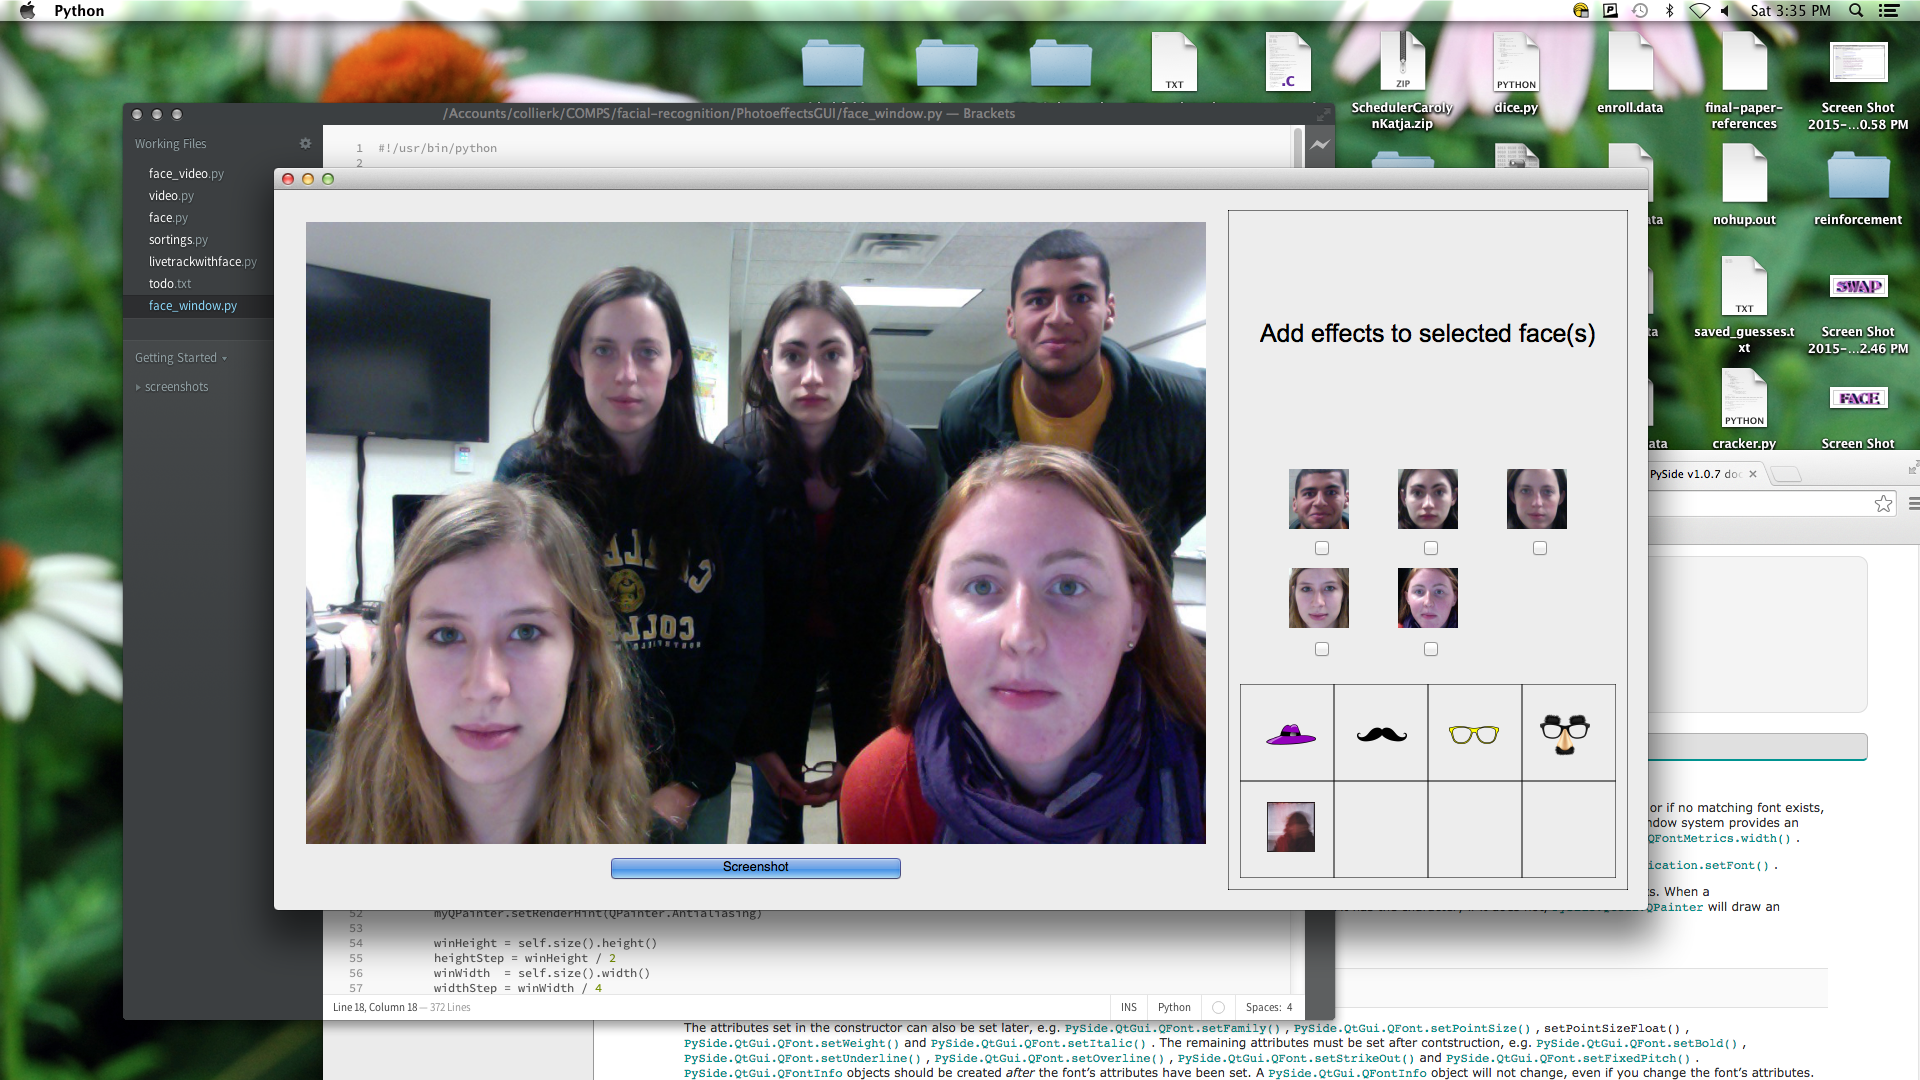 Python
Sat 3:35 PM
TXT
.C
ZIP
PYTHON
SchedulerCaroly
nKatja.zip
dice.py
enroll.data
final-paper-
references
Screen Shot
2015-...0.58 PM
/Accounts/collierk/COMPS/facial-recognition/PhotoeffectsGUI/face_window.py — Brackets
Working Files
face_video.py
video.py
face.py
sortings.py
livetrackwithface.py
todo.txt
face_window.py
Getting Started
screenshots
1 #!/usr/bin/python
2
nohup.out
reinforcement
TXT
SWAP
saved_guesses.t
xt
Screen Shot
2015-...2.46 PM
PYTHON
FACE
cracker.py
Screen Shot
Add effects to selected face(s)
COLLEGE
Screenshot
PySide v1.0.7 doc
or if no matching font exists,
ndow system provides an
QFontMetrics.width() .
ication.setFont() .
s. When a
QPainter will draw an
52 myQPainter.setRenderHint(QPainter.Antialiasing)
53
54 winHeight = self.size().height()
55 heightStep = winHeight / 2
56 winWidth = self.size().width()
57 widthStep = winWidth / 4
Line 18, Column 18 — 372 Lines
INS
Python
Spaces: 4
The attributes set in the constructor can also be set later, e.g. PySide.QtGui.QFont.setFamily() , PySide.QtGui.QFont.setPointSize() , setPointSizeFloat() ,
PySide.QtGui.QFont.setWeight() and PySide.QtGui.QFont.setItalic() . The remaining attributes must be set after contstruction, e.g. PySide.QtGui.QFont.setBold() ,
PySide.QtGui.QFont.setUnderline() , PySide.QtGui.QFont.setOverline() , PySide.QtGui.QFont.setStrikeOut() and PySide.QtGui.QFont.setFixedPitch() .
PySide.QtGui.QFontInfo objects should be created after the font's attributes have been set. A PySide.QtGui.QFontInfo object will not change, even if you change the font's attributes.